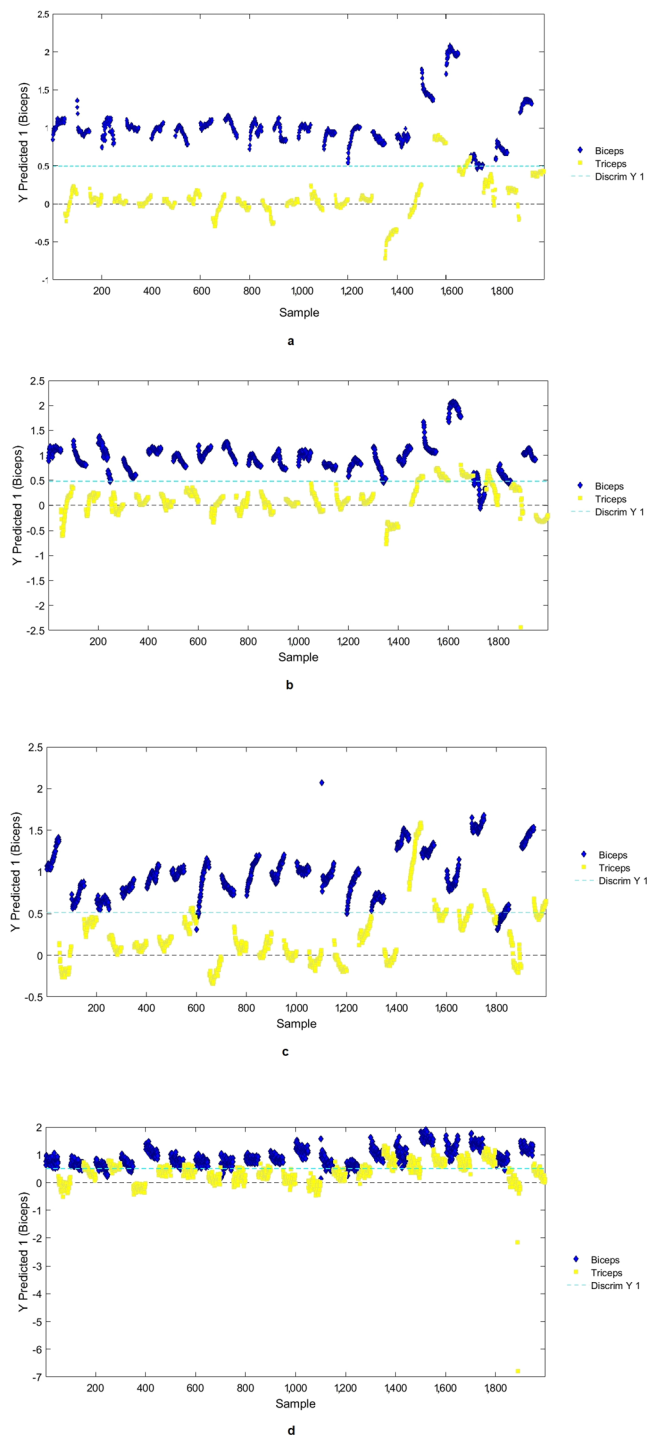 2.5
2
1.5
1
0.5
0
-0.5
-1
Y Predicted 1 (Biceps)
200 400 600 800 1,000 1,200 1,400 1,600 1,800
Sample
Biceps
Triceps
Discrim Y 1
a
2.5
2
1.5
1
0.5
0
-0.5
-1
1.5
-2
-2.5
Y Predicted 1 (Biceps)
200 400 600 800 1,000 1,200 1,400 1,600 1,800
Sample
Biceps
Triceps
Discrim Y 1
b
2.5
2
1.5
1
0.5
0
-0.5
Y Predicted 1 (Biceps)
200 400 600 800 1,000 1,200 1,400 1,600 1,800
Sample
Biceps
Triceps
Discrim Y 1
c
2
1
0
-1
-2
-3
-4
-5
-6
-7
Y Predicted 1 (Biceps)
200 400 600 800 1,000 1,200 1,400 1,600 1,800
Sample
Biceps
Triceps
Discrim Y 1
d